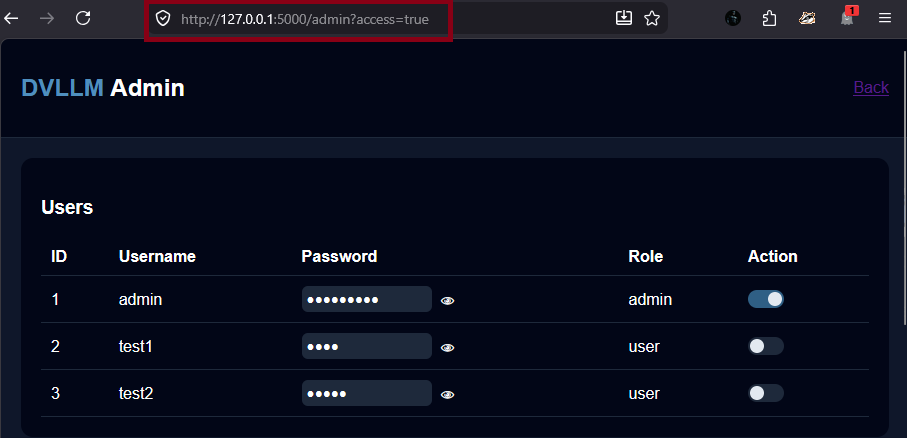 http://127.0.0.1:5000/admin?access=true
1
DVLLM Admin
Back
Users
ID Username Password Role Action
1 admin ••••••••• admin
2 test1 •••• user
3 test2 ••••• user